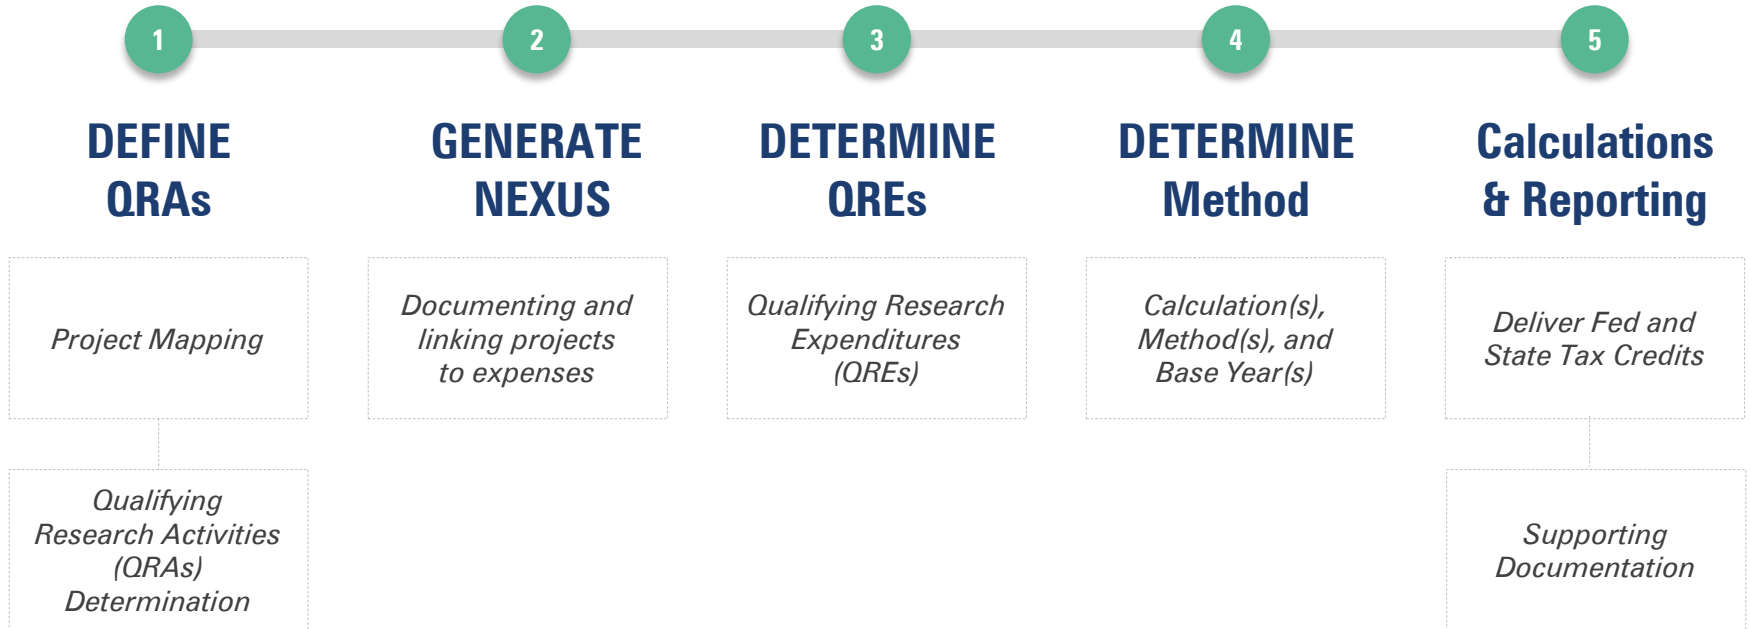 1
2
3
4
5
DEFINE
QRAs
GENERATE
NEXUS
DETERMINE
QREs
DETERMINE
Method
Calculations
& Reporting
Project Mapping
Documenting and
linking projects
to expenses
Qualifying Research
Expenditures
(QREs)
Calculation(s),
Method(s), and
Base Year(s)
Deliver Fed and
State Tax Credits
Qualifying
Research Activities
(QRAs)
Determination
Supporting
Documentation